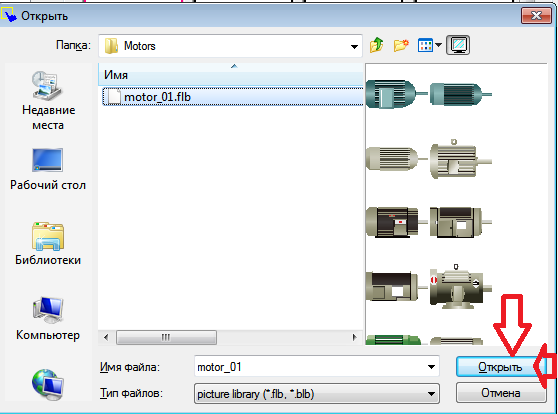 Открыть
Папка: Motors
Имя
motor_01.flb
Недавние
места
Рабочий стол
Библиотеки
Компьютер
Имя файла: motor_01 Открыть
Тип файлов: picture library (*.flb, *.blb) Отмена